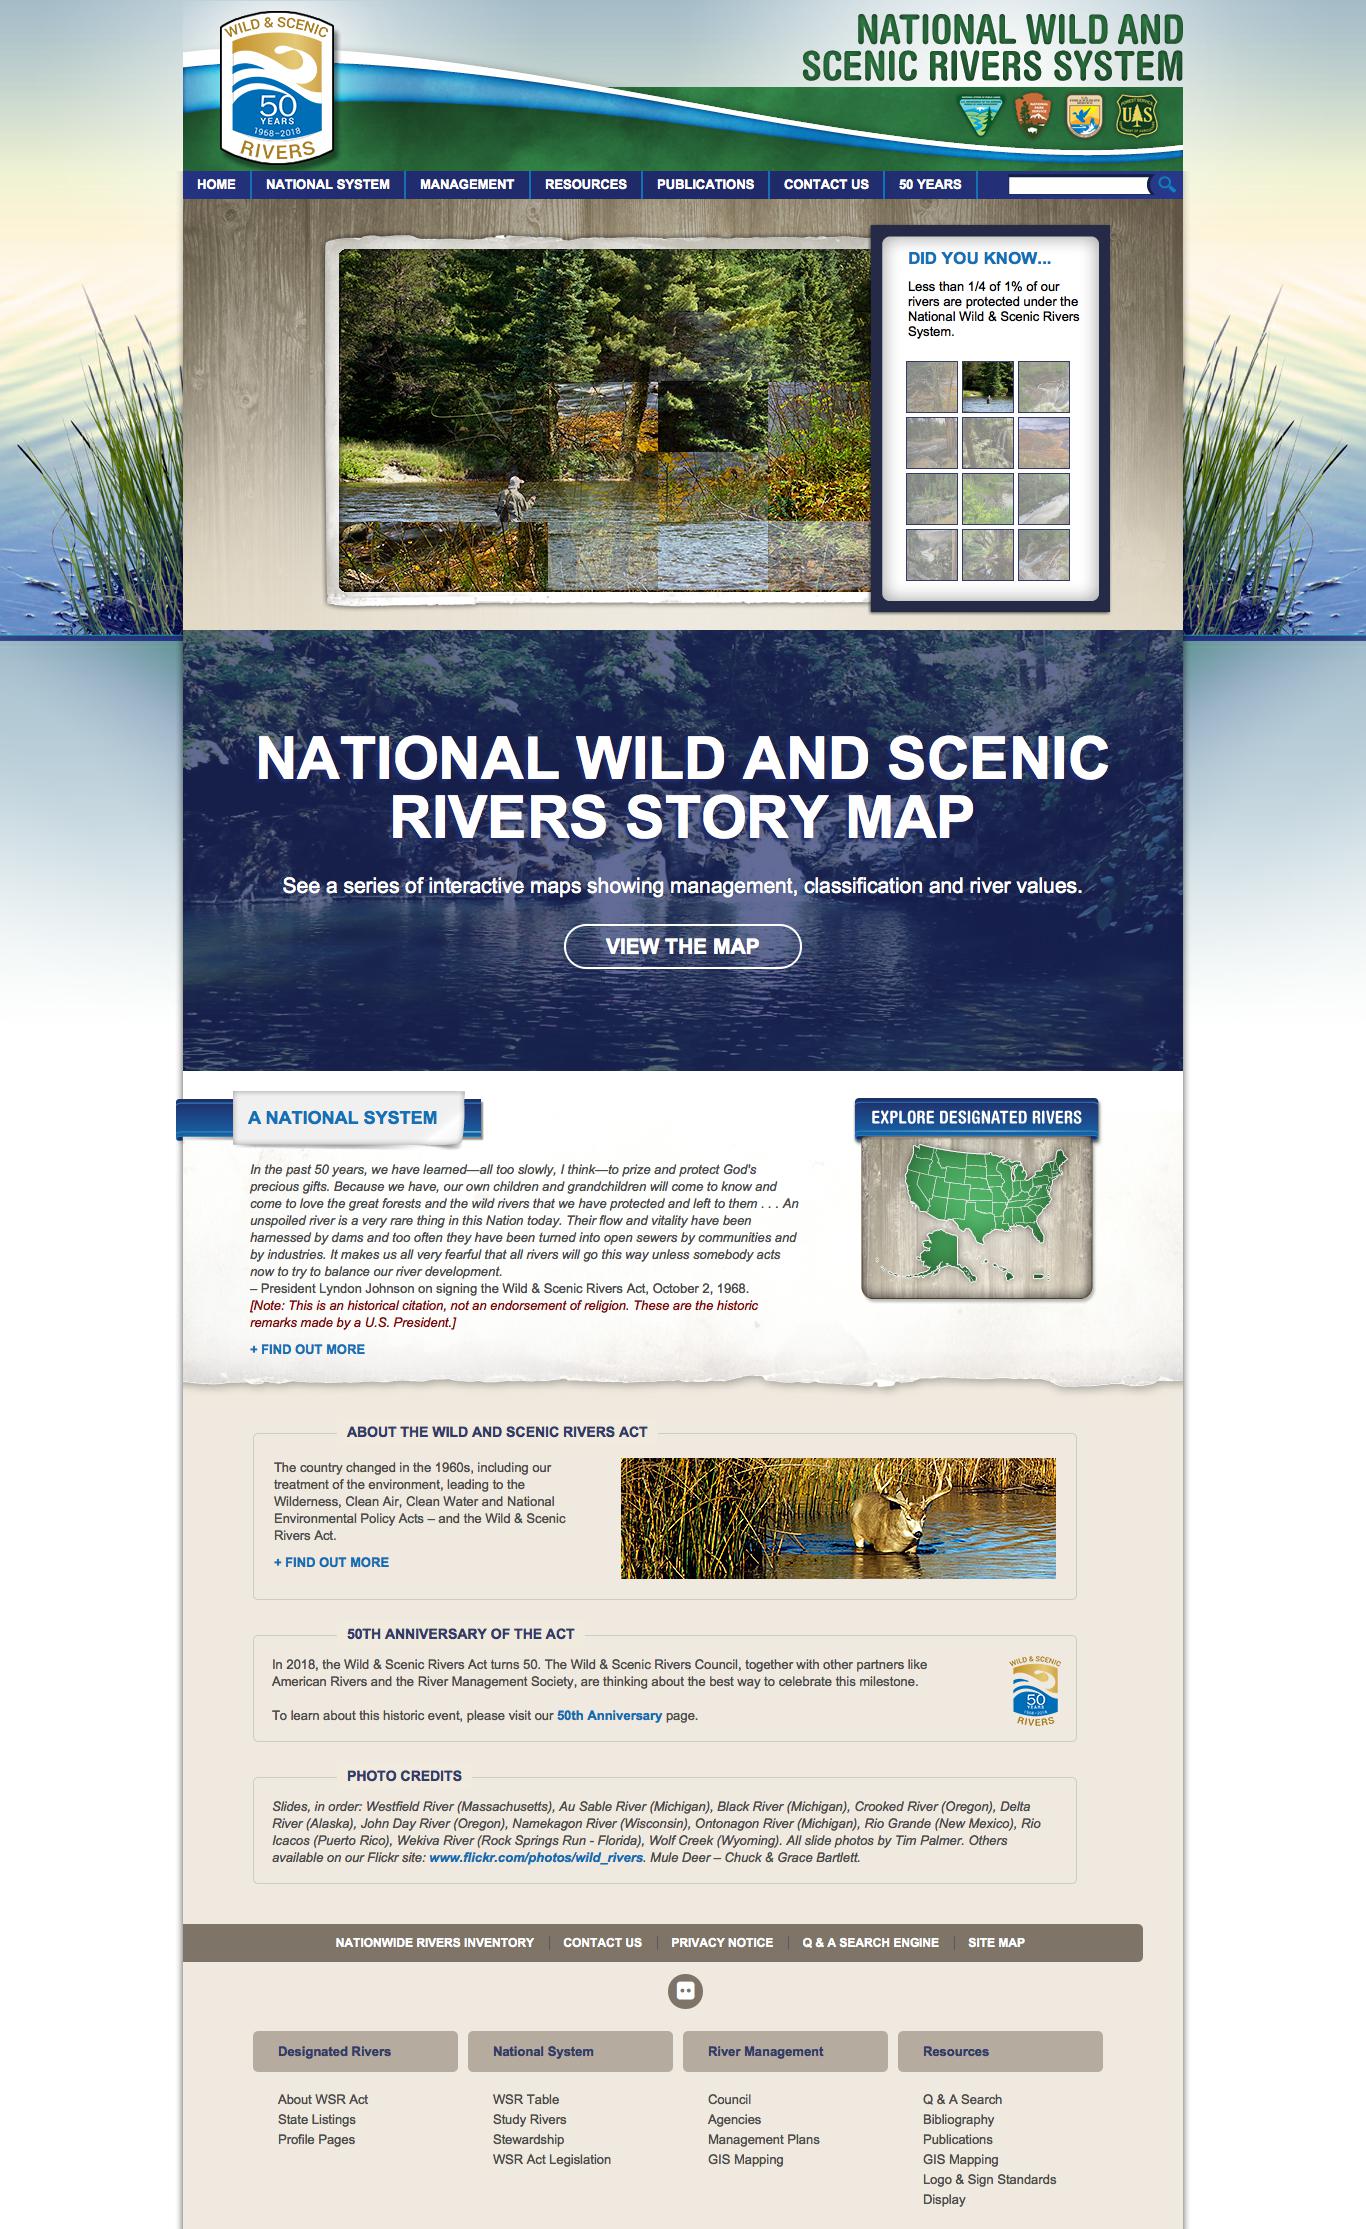 WILD & SCENIC
50
YEARS
1968-2018
RIVERS
NATIONAL WILD AND
SCENIC RIVERS SYSTEM
HOME
NATIONAL SYSTEM
MANAGEMENT
RESOURCES
PUBLICATIONS
CONTACT US
50 YEARS
DID YOU KNOW...
Less than 1/4 of 1% of our
rivers are protected under the
National Wild & Scenic Rivers
System.
NATIONAL WILD AND SCENIC
RIVERS STORY MAP
See a series of interactive maps showing management, classification and river values.
VIEW THE MAP
A NATIONAL SYSTEM
In the past 50 years, we have learned—all too slowly, I think—to prize and protect God's
precious gifts. Because we have, our own children and grandchildren will come to know and
come to love the great forests and the wild rivers that we have protected and left to them . . . An
unspoiled river is a very rare thing in this Nation today. Their flow and vitality have been
harnessed by dams and too often they have been turned into open sewers by communities and
by industries. It makes us all very fearful that all rivers will go this way unless somebody acts
now to try to balance our river development.
– President Lyndon Johnson on signing the Wild & Scenic Rivers Act, October 2, 1968.
[Note: This is an historical citation, not an endorsement of religion. These are the historic
remarks made by a U.S. President.]
+ FIND OUT MORE
EXPLORE DESIGNATED RIVERS
ABOUT THE WILD AND SCENIC RIVERS ACT
The country changed in the 1960s, including our
treatment of the environment, leading to the
Wilderness, Clean Air, Clean Water and National
Environmental Policy Acts – and the Wild & Scenic
Rivers Act.
+ FIND OUT MORE
50TH ANNIVERSARY OF THE ACT
In 2018, the Wild & Scenic Rivers Act turns 50. The Wild & Scenic Rivers Council, together with other partners like
American Rivers and the River Management Society, are thinking about the best way to celebrate this milestone.
To learn about this historic event, please visit our 50th Anniversary page.
WILD & SCENIC
50
YEARS
1968-2018
RIVERS
PHOTO CREDITS
Slides, in order: Westfield River (Massachusetts), Au Sable River (Michigan), Black River (Michigan), Crooked River (Oregon), Delta
River (Alaska), John Day River (Oregon), Namekagon River (Wisconsin), Ontonagon River (Michigan), Rio Grande (New Mexico), Rio
Icacos (Puerto Rico), Wekiva River (Rock Springs Run - Florida), Wolf Creek (Wyoming). All slide photos by Tim Palmer. Others
available on our Flickr site: www.flickr.com/photos/wild_rivers. Mule Deer – Chuck & Grace Bartlett.
NATIONWIDE RIVERS INVENTORY
CONTACT US
PRIVACY NOTICE
Q & A SEARCH ENGINE
SITE MAP
Designated Rivers
About WSR Act
State Listings
Profile Pages
National System
WSR Table
Study Rivers
Stewardship
WSR Act Legislation
River Management
Council
Agencies
Management Plans
GIS Mapping
Resources
Q & A Search
Bibliography
Publications
GIS Mapping
Logo & Sign Standards
Display